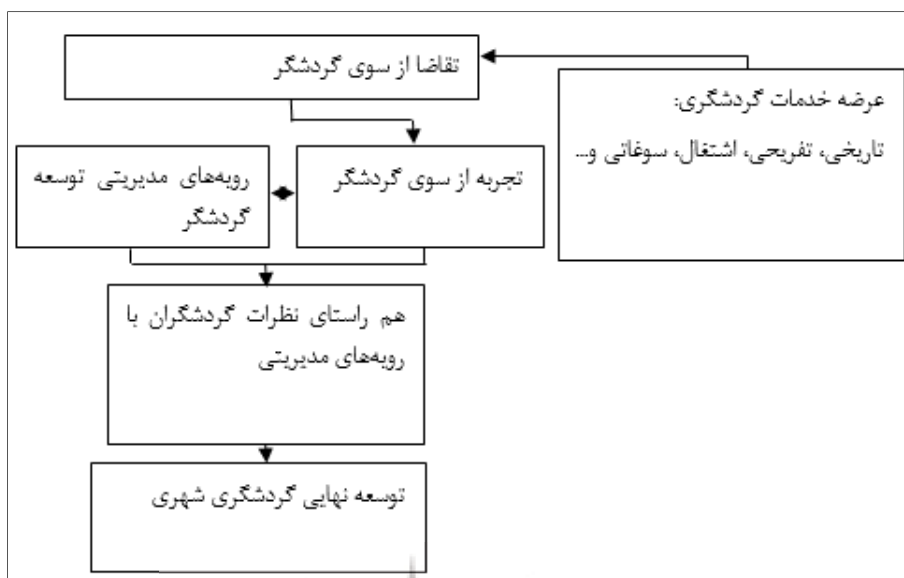 تقاضا از سوی گردشگر
عرضه خدمات گردشگری:
تاریخی، تفریحی، اشتغال، سوغاتی و...
تجربه از سوی گردشگر
رویه‌های مدیریتی توسعه
گردشگر
هم راستای نظرات گردشگران با
رویه‌های مدیریتی
توسعه نهایی گردشگری شهری